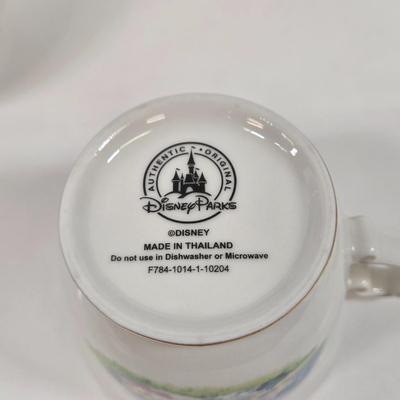 AUTHENTIC • ORIGINAL
Disney Parks
©DISNEY
MADE IN THAILAND
Do not use in Dishwasher or Microwave
F784-1014-1-10204